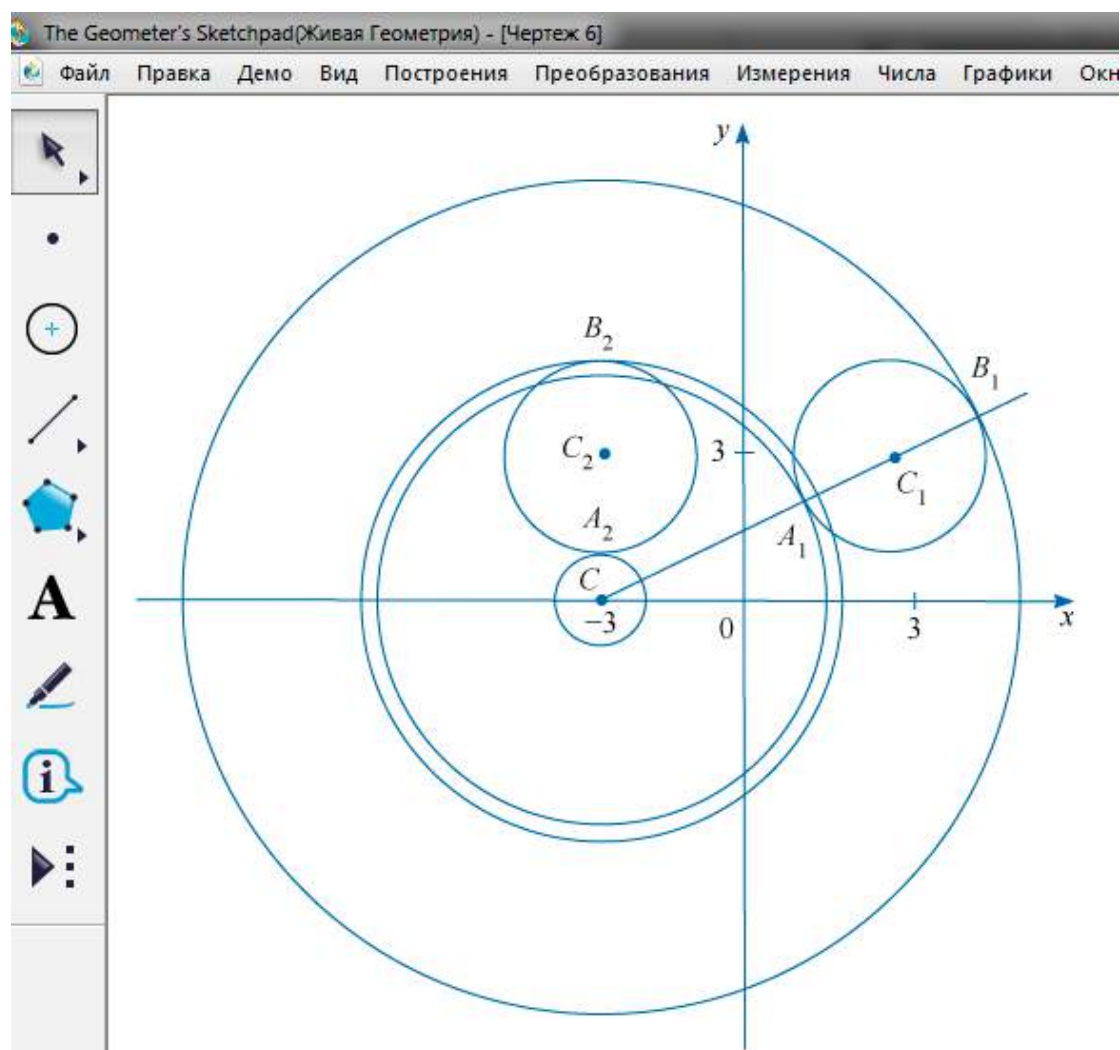 The Geometer's Sketchpad(Живая Геометрия) - [Чертеж 6]
Файл Правка Демо Вид Построения Преобразования Измерения Числа Графики Окн
y
B₂
B₁
C₂
3
C₁
A₂
A₁
C
−3
0
3
x
A
i